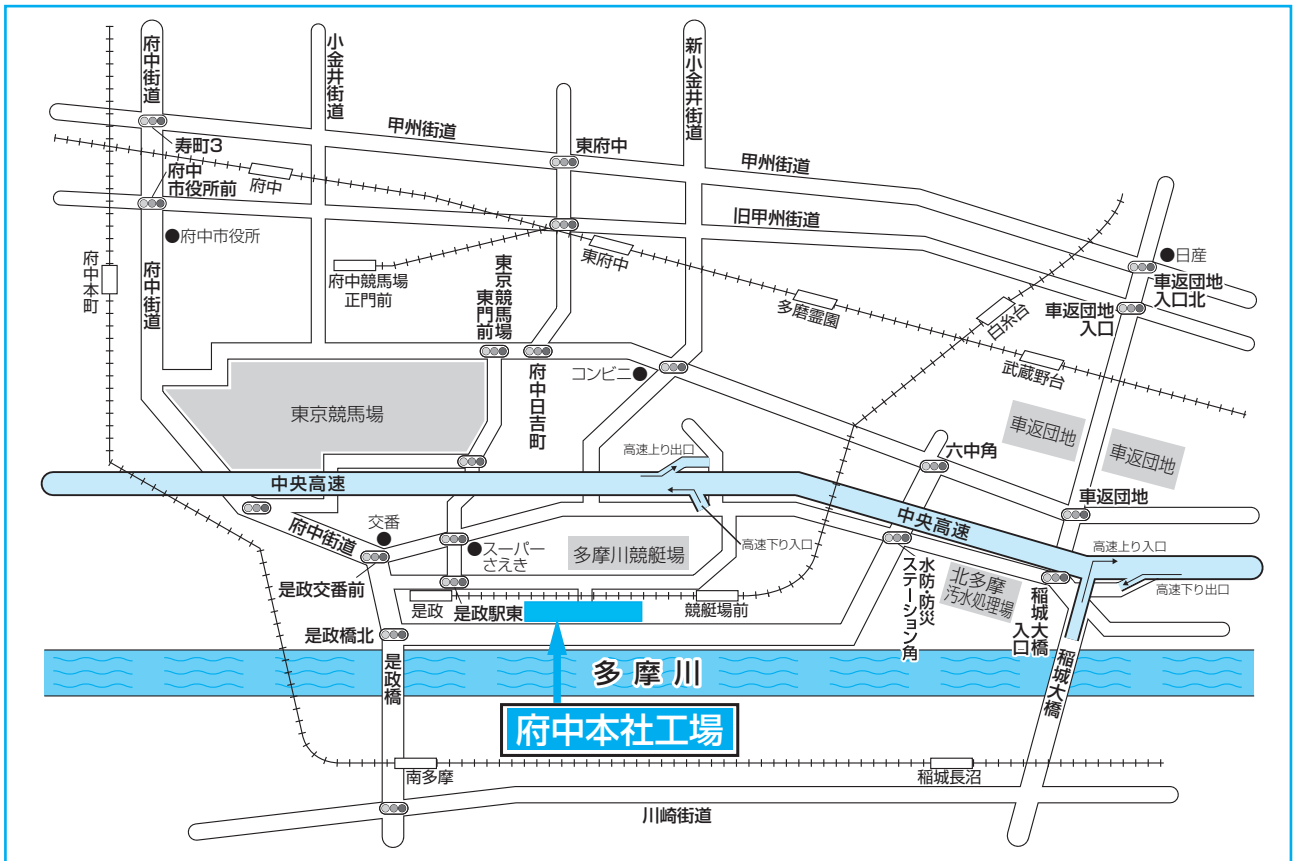 府中街道
小金井街道
新小金井街道
甲州街道
寿町3
東府中
甲州街道
府中
市役所前
府中
旧甲州街道
府中市役所
府中本町
府中街道
府中競馬場
正門前
東京競馬場
東門前
東府中
日産
車返団地
入口北
車返団地
入口
多磨霊園
白糸台
武蔵野台
コンビニ
府中日吉町
東京競馬場
車返団地
車返団地
高速上り出口
六中角
中央高速
車返団地
中央高速
府中街道
交番
スーパー
さえき
多摩川競艇場
高速下り入口
高速上り入口
高速下り出口
是政交番前
水防・防災
ステーション角
北多摩
汚水処理場
稲城大橋
入口
是政
是政駅東
競艇場前
是政橋北
是政橋
多摩川
稲城大橋
府中本社工場
南多摩
稲城長沼
川崎街道